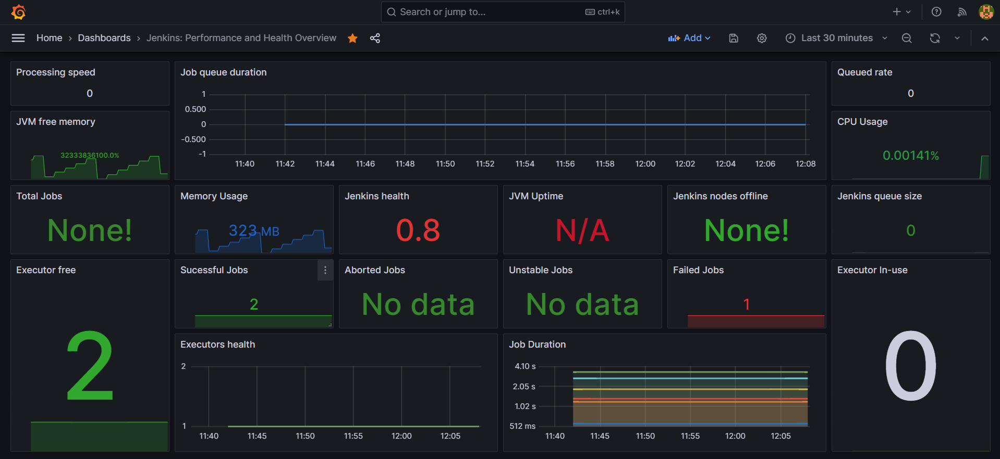 Search or jump to...
ctrl+k
Home
Dashboards
Jenkins: Performance and Health Overview
Add
Last 30 minutes
Processing speed
0
Job queue duration
1
0.500
0
-0.500
-1
11:40 11:42 11:44 11:46 11:48 11:50 11:52 11:54 11:56 11:58 12:00 12:02 12:04 12:06 12:08
Queued rate
0
JVM free memory
32333836100.0%
CPU Usage
0.00141%
Total Jobs
None!
Memory Usage
323 MB
Jenkins health
0.8
JVM Uptime
N/A
Jenkins nodes offline
None!
Jenkins queue size
0
Executor free
2
Sucessful Jobs
2
Aborted Jobs
No data
Unstable Jobs
No data
Failed Jobs
1
Executor In-use
0
Executors health
2
1
11:40 11:45 11:50 11:55 12:00 12:05
Job Duration
4.10 s
2.05 s
1.02 s
512 ms
11:40 11:45 11:50 11:55 12:00 12:05